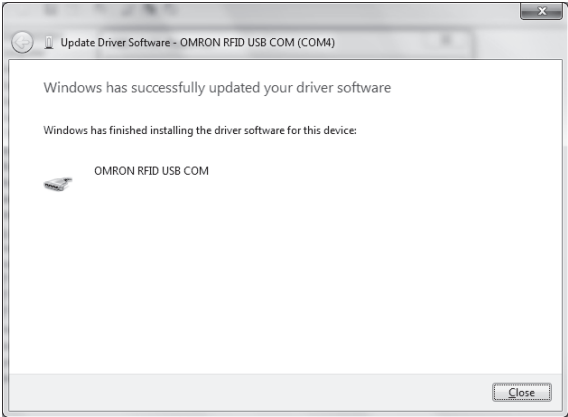 Update Driver Software - OMRON RFID USB COM (COM4)
Windows has successfully updated your driver software
Windows has finished installing the driver software for this device:
OMRON RFID USB COM
Close